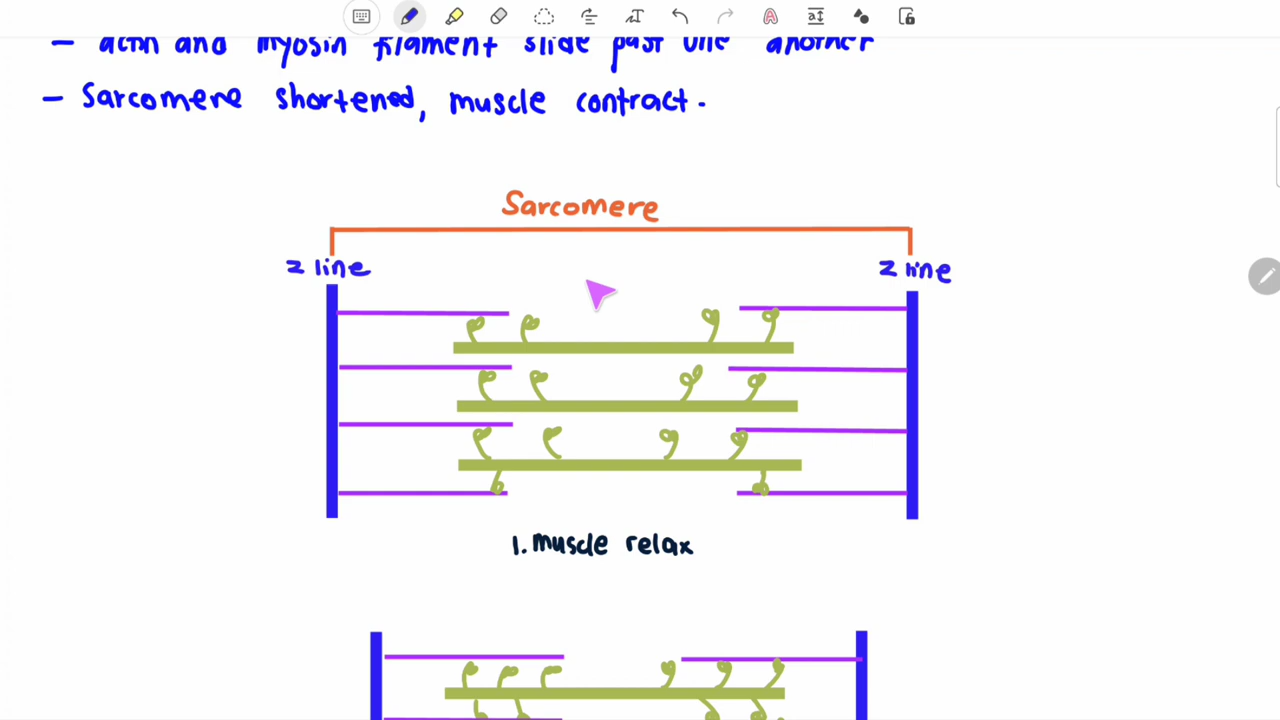 - actin and myosin filament slide past one another
- Sarcomere shortened, muscle contract.
Sarcomere
Z line
Z line
1. muscle relax